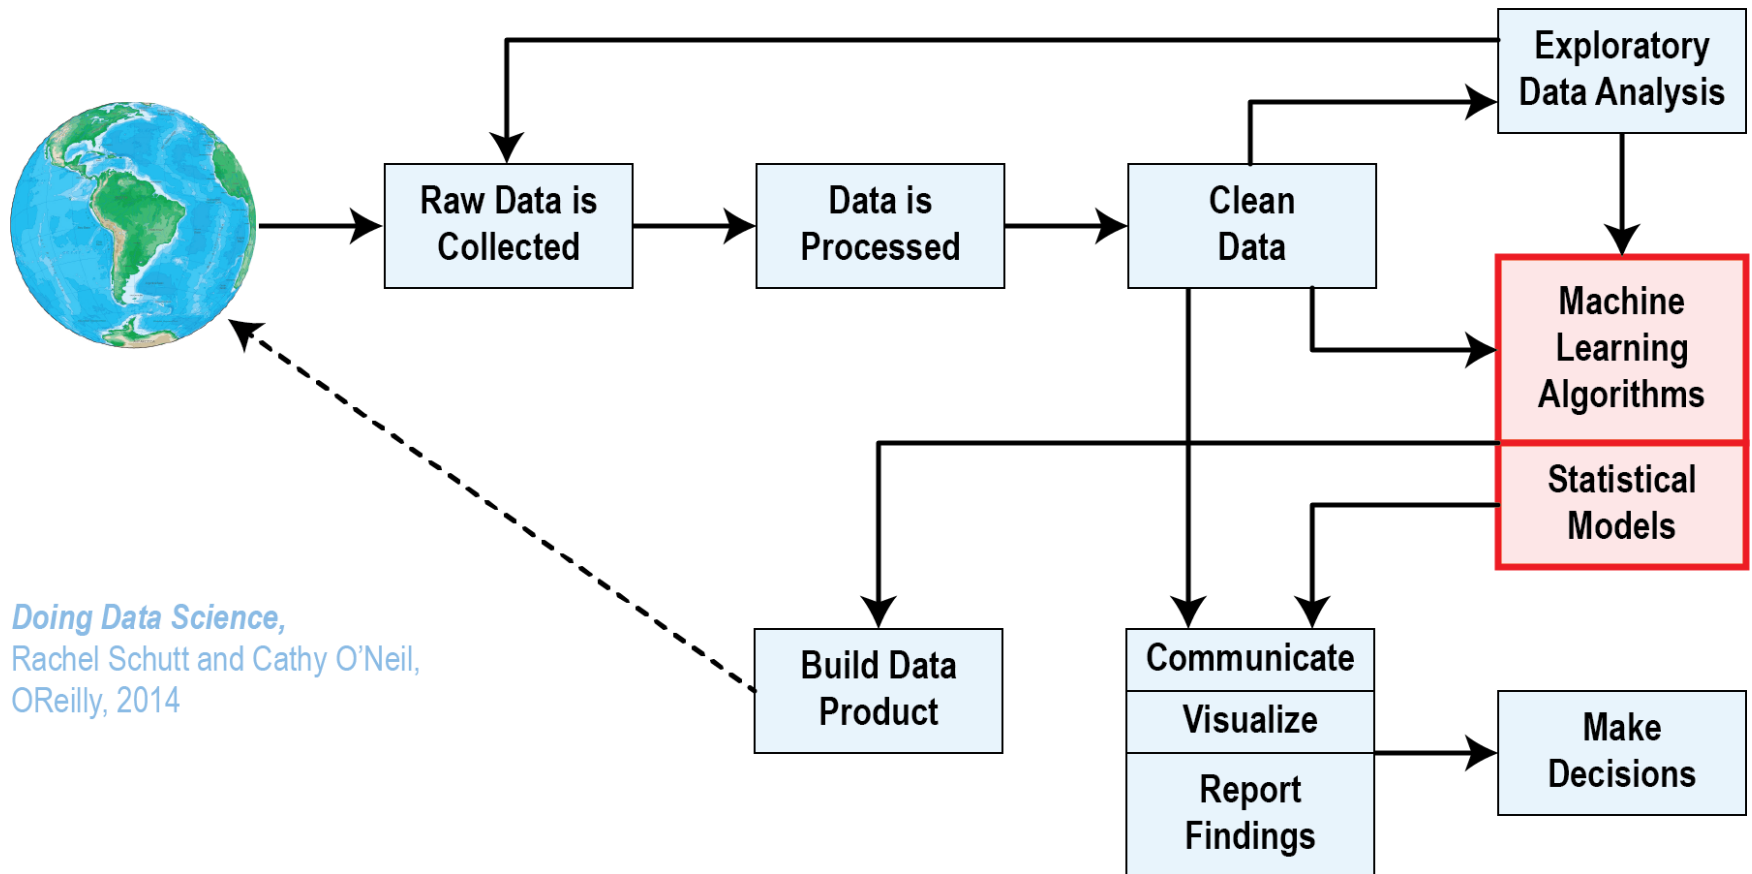 Exploratory
Data Analysis
Raw Data is
Collected
Data is
Processed
Clean
Data
Machine
Learning
Algorithms
Statistical
Models
Doing Data Science,
Rachel Schutt and Cathy O’Neil,
OReilly, 2014
Build Data
Product
Communicate
Visualize
Report
Findings
Make
Decisions